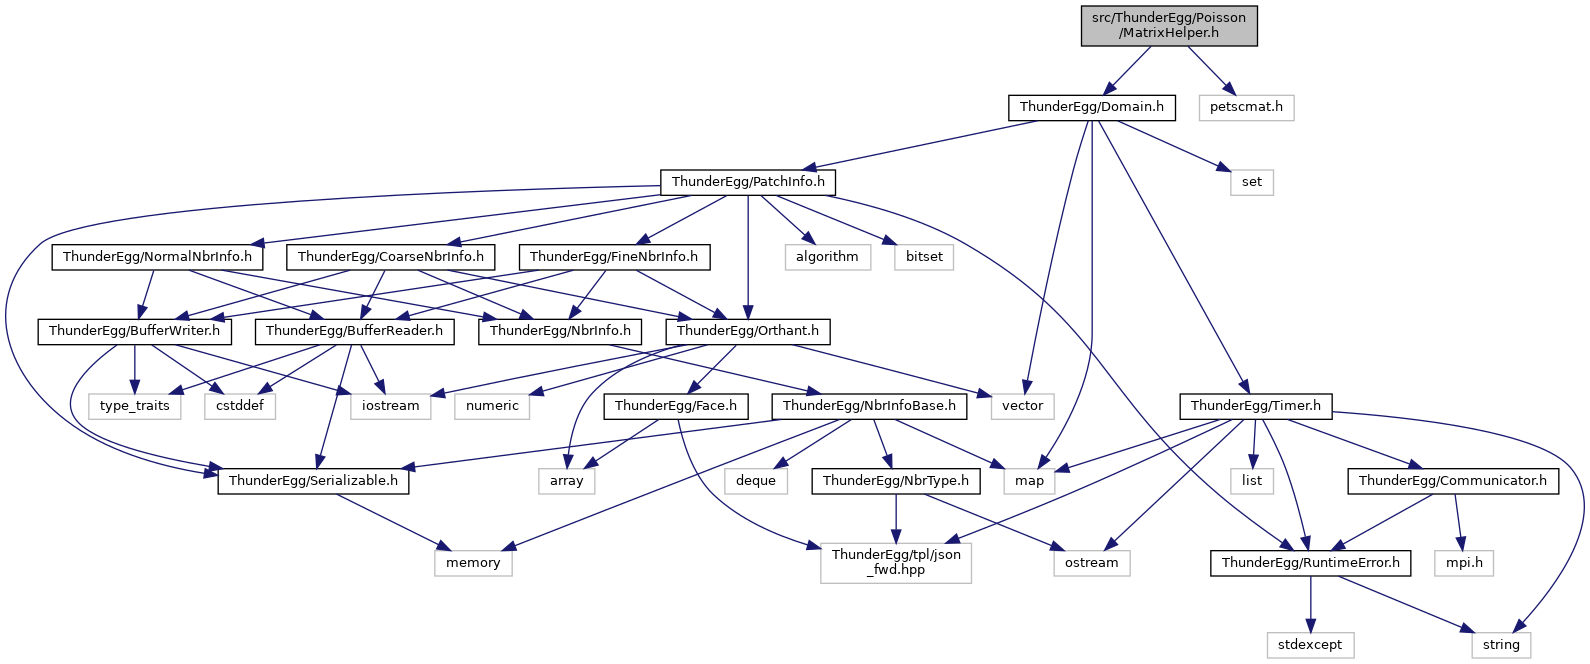 src/ThunderEgg/Poisson
/MatrixHelper.h
ThunderEgg/Domain.h
petscmat.h
ThunderEgg/PatchInfo.h
set
ThunderEgg/NormalNbrInfo.h
ThunderEgg/CoarseNbrInfo.h
ThunderEgg/FineNbrInfo.h
algorithm
bitset
ThunderEgg/BufferWriter.h
ThunderEgg/BufferReader.h
ThunderEgg/NbrInfo.h
ThunderEgg/Orthant.h
type_traits
cstddef
iostream
numeric
ThunderEgg/Face.h
ThunderEgg/NbrInfoBase.h
vector
ThunderEgg/Timer.h
ThunderEgg/Serializable.h
array
deque
ThunderEgg/NbrType.h
map
list
ThunderEgg/Communicator.h
memory
ThunderEgg/tpl/json
_fwd.hpp
ostream
ThunderEgg/RuntimeError.h
mpi.h
stdexcept
string